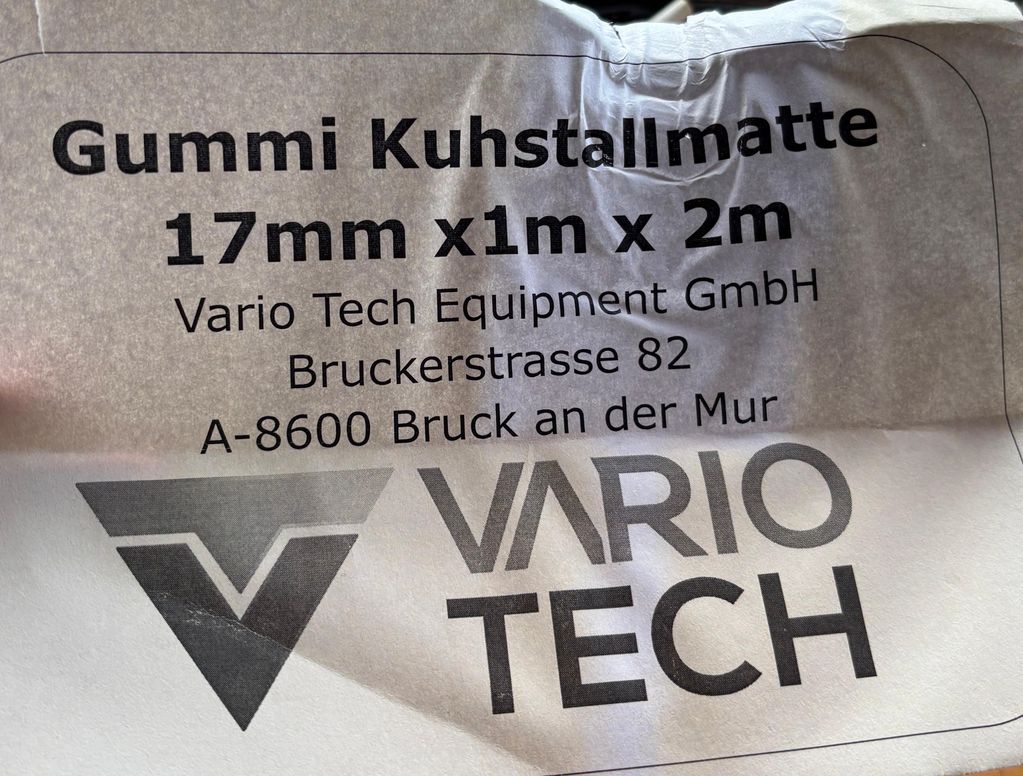 Gummi Kuhstallmatte
17mm x1m x 2m
Vario Tech Equipment GmbH
Bruckerstrasse 82
A-8600 Bruck an der Mur
VARIO
TECH